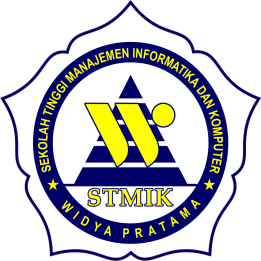 SEKOLAH TINGGI MANAJEMEN INFORMATIKA DAN KOMPUTER
STMIK
WIDYA PRATAMA